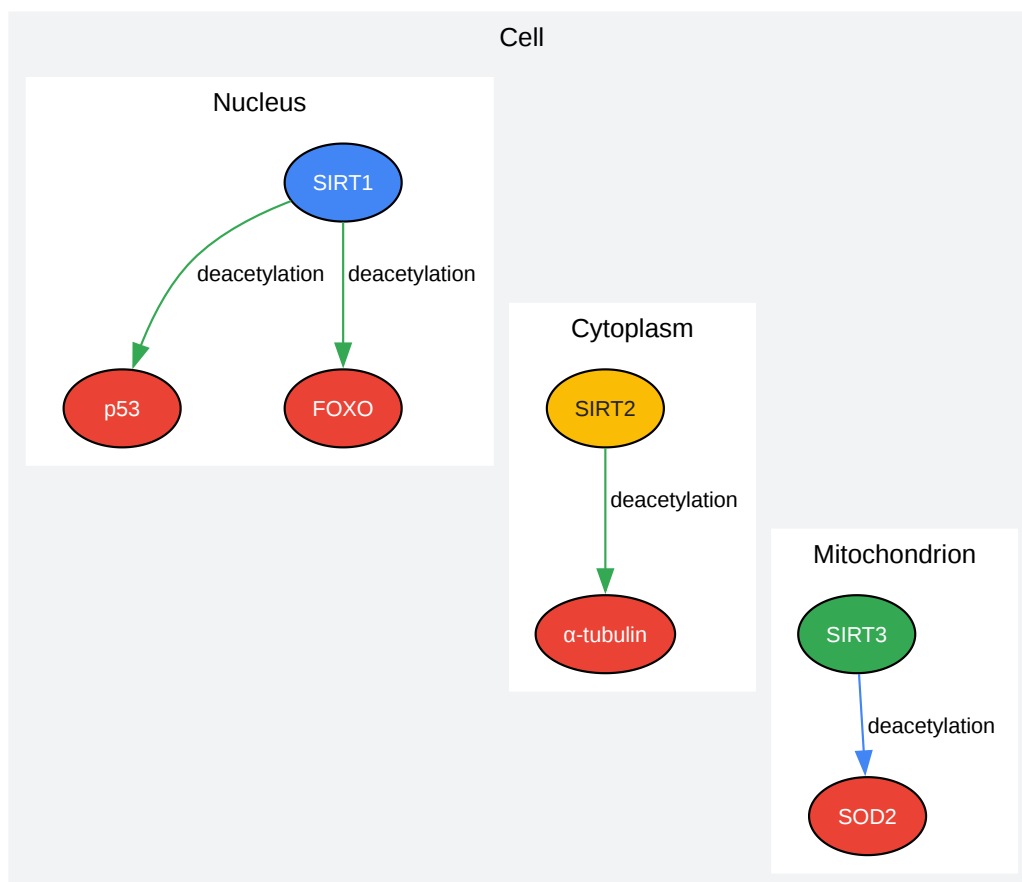 Cell
Nucleus
SIRT1
deacetylation
deacetylation
p53
FOXO
Cytoplasm
SIRT2
deacetylation
α-tubulin
Mitochondrion
SIRT3
deacetylation
SOD2